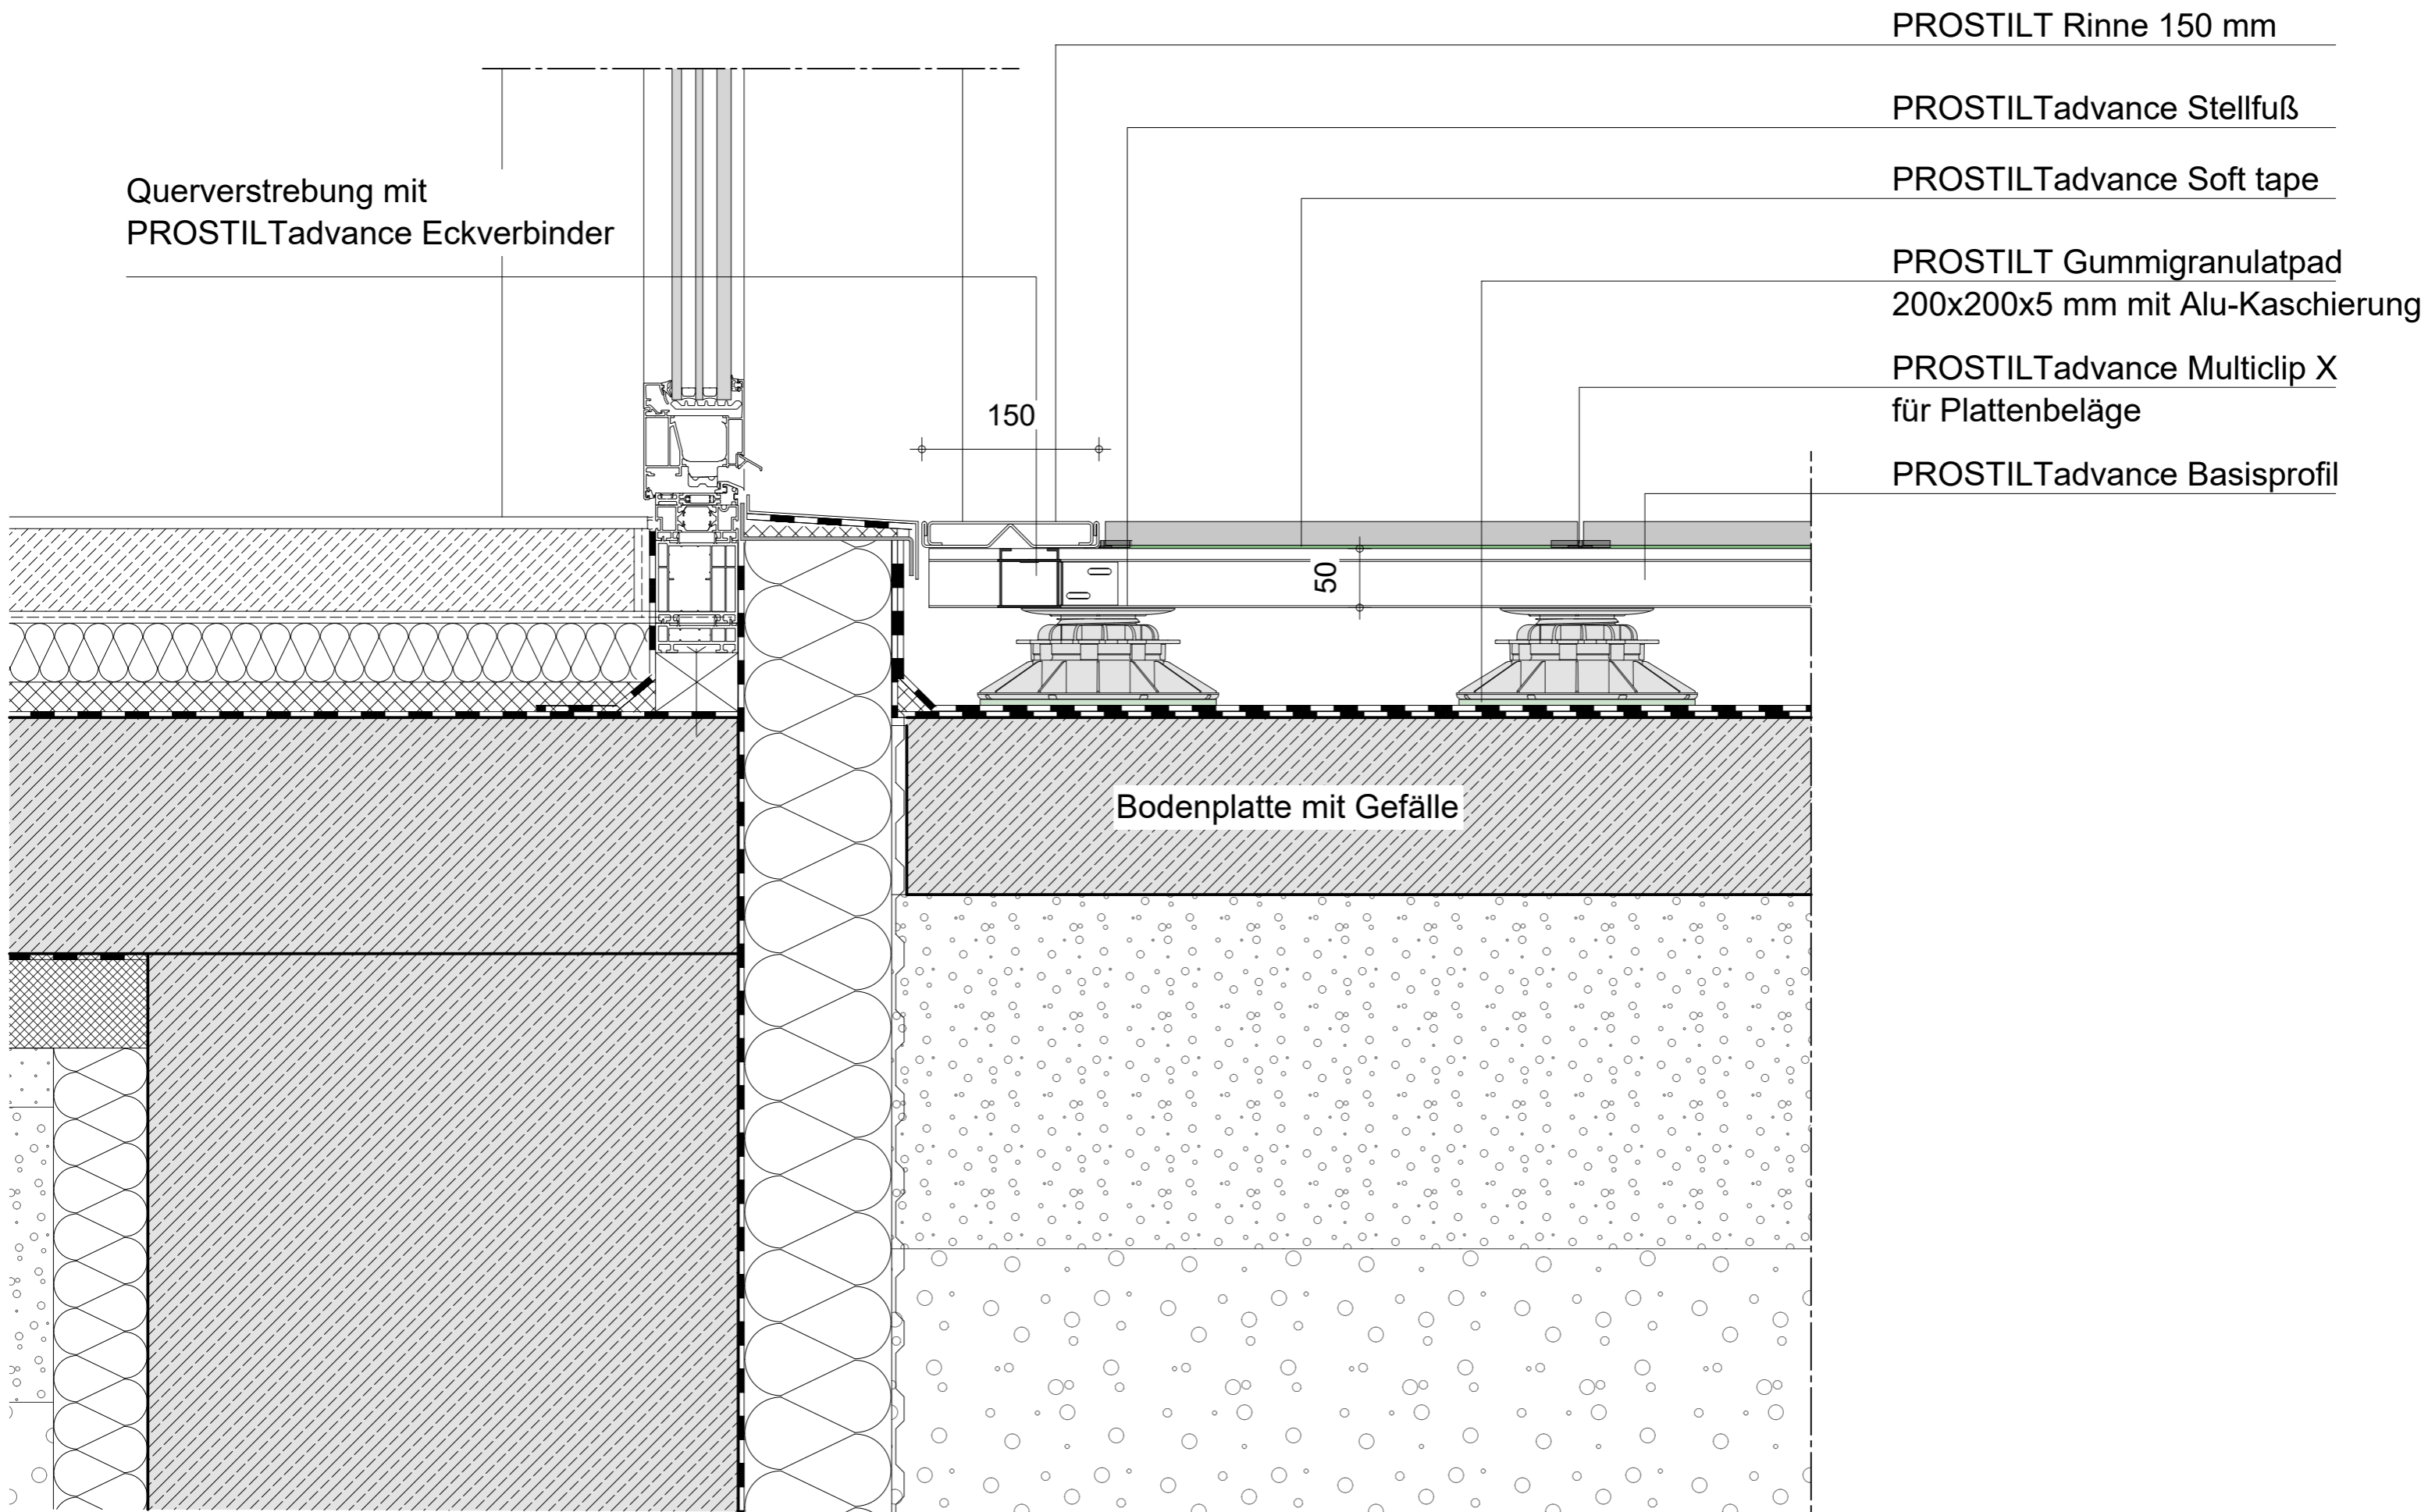 PROSTILT Rinne 150 mm
PROSTILTadvance Stellfuß
PROSTILTadvance Soft tape
Querverstrebung mit
PROSTILTadvance Eckverbinder
PROSTILT Gummigranulatpad
200x200x5 mm mit Alu-Kaschierung
PROSTILTadvance Multiclip X
für Plattenbeläge
150
PROSTILTadvance Basisprofil
50
Bodenplatte mit Gefälle